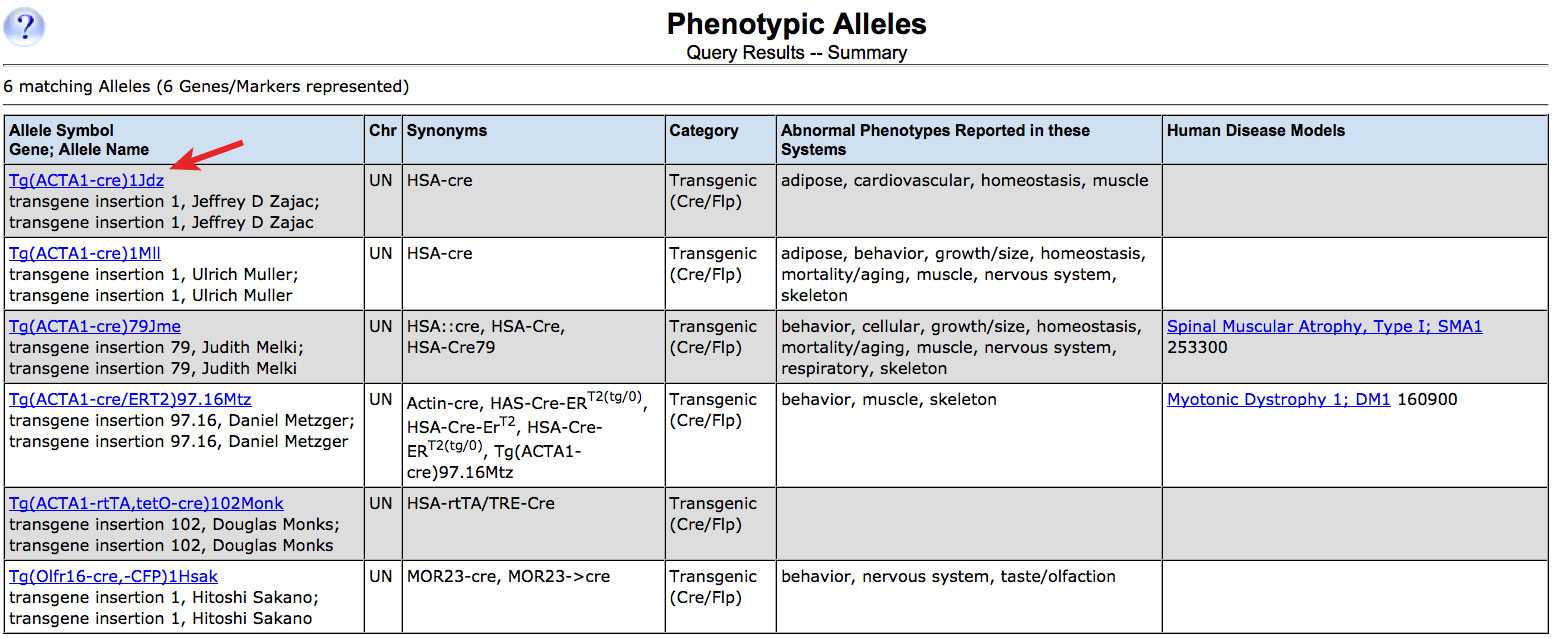 ?
Phenotypic Alleles
Query Results -- Summary
6 matching Alleles (6 Genes/Markers represented)
Allele Symbol
Gene; Allele Name
Chr
Synonyms
Category
Abnormal Phenotypes Reported in these
Systems
Human Disease Models
Tg(ACTA1-cre)1Jdz
transgene insertion 1, Jeffrey D Zajac;
transgene insertion 1, Jeffrey D Zajac
UN
HSA-cre
Transgenic
(Cre/Flp)
adipose, cardiovascular, homeostasis, muscle
Tg(ACTA1-cre)1Mll
transgene insertion 1, Ulrich Muller;
transgene insertion 1, Ulrich Muller
UN
HSA-cre
Transgenic
(Cre/Flp)
adipose, behavior, growth/size, homeostasis,
mortality/aging, muscle, nervous system,
skeleton
Tg(ACTA1-cre)79Jme
transgene insertion 79, Judith Melki;
transgene insertion 79, Judith Melki
UN
HSA::cre, HSA-Cre,
HSA-Cre79
Transgenic
(Cre/Flp)
behavior, cellular, growth/size, homeostasis,
mortality/aging, muscle, nervous system,
respiratory, skeleton
Spinal Muscular Atrophy, Type I; SMA1
253300
Tg(ACTA1-cre/ERT2)97.16Mtz
transgene insertion 97.16, Daniel Metzger;
transgene insertion 97.16, Daniel Metzger
UN
Actin-cre, HAS-Cre-ERT2(tg/0),
HSA-Cre-ErT2, HSA-Cre-
ERT2(tg/0), Tg(ACTA1-
cre)97.16Mtz
Transgenic
(Cre/Flp)
behavior, muscle, skeleton
Myotonic Dystrophy 1; DM1 160900
Tg(ACTA1-rtTA,tetO-cre)102Monk
transgene insertion 102, Douglas Monks;
transgene insertion 102, Douglas Monks
UN
HSA-rtTA/TRE-Cre
Transgenic
(Cre/Flp)
Tg(Olfr16-cre,-CFP)1Hsak
transgene insertion 1, Hitoshi Sakano;
transgene insertion 1, Hitoshi Sakano
UN
MOR23-cre, MOR23->cre
Transgenic
(Cre/Flp)
behavior, nervous system, taste/olfaction